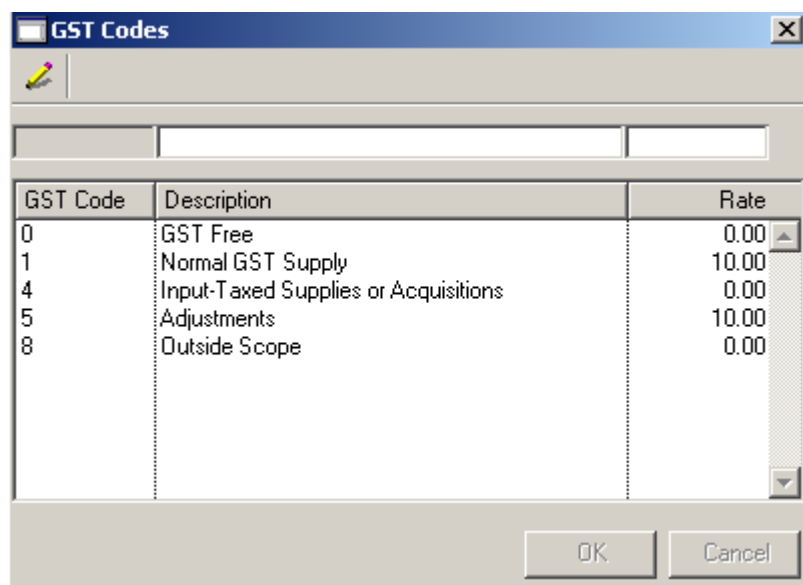 GST Codes
GST Code Description Rate
0 GST Free 0.00
1 Normal GST Supply 10.00
4 Input-Taxed Supplies or Acquisitions 0.00
5 Adjustments 10.00
8 Outside Scope 0.00
OK Cancel